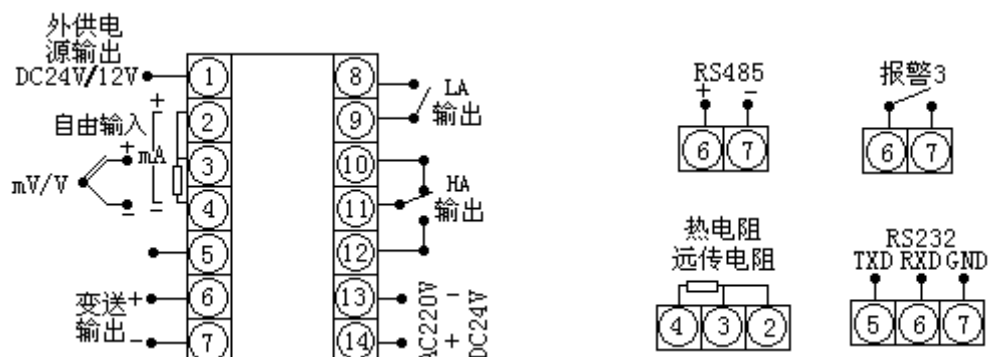 外供电
源输出
DC24V/12V
自由输入
+
mA
-
mV/V
+
-
变送+
输出-
1
2
3
4
5
6
7
8
9
10
11
12
13
14
LA
输出
HA
输出
AC220V
- +
DC24V
RS485
+ -
6 7
报警3
6 7
热电阻
远传电阻
4 3 2
RS232
TXD RXD GND
5 6 7